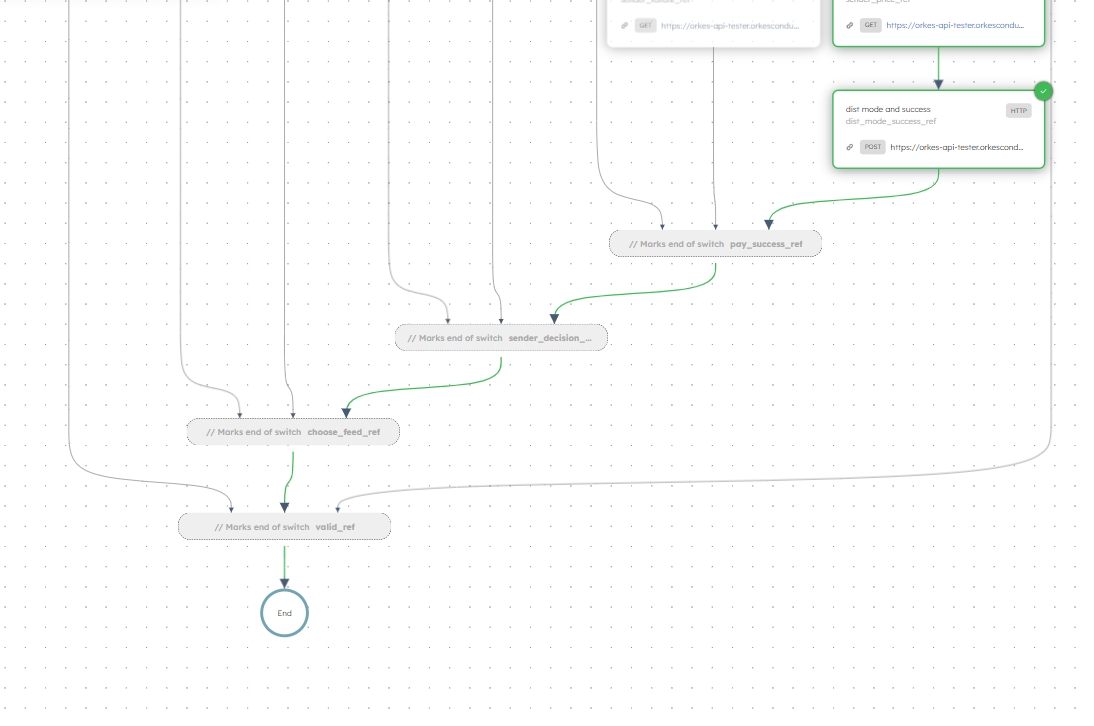 sender_price_ref
GET https://orkes-api-tester.orkescondu...
GET https://orkes-api-tester.orkescondu...
dist mode and success
HTTP
dist_mode_success_ref
POST https://orkes-api-tester.orkescond...
// Marks end of switch pay_success_ref
// Marks end of switch sender_decision_...
// Marks end of switch choose_feed_ref
// Marks end of switch valid_ref
End